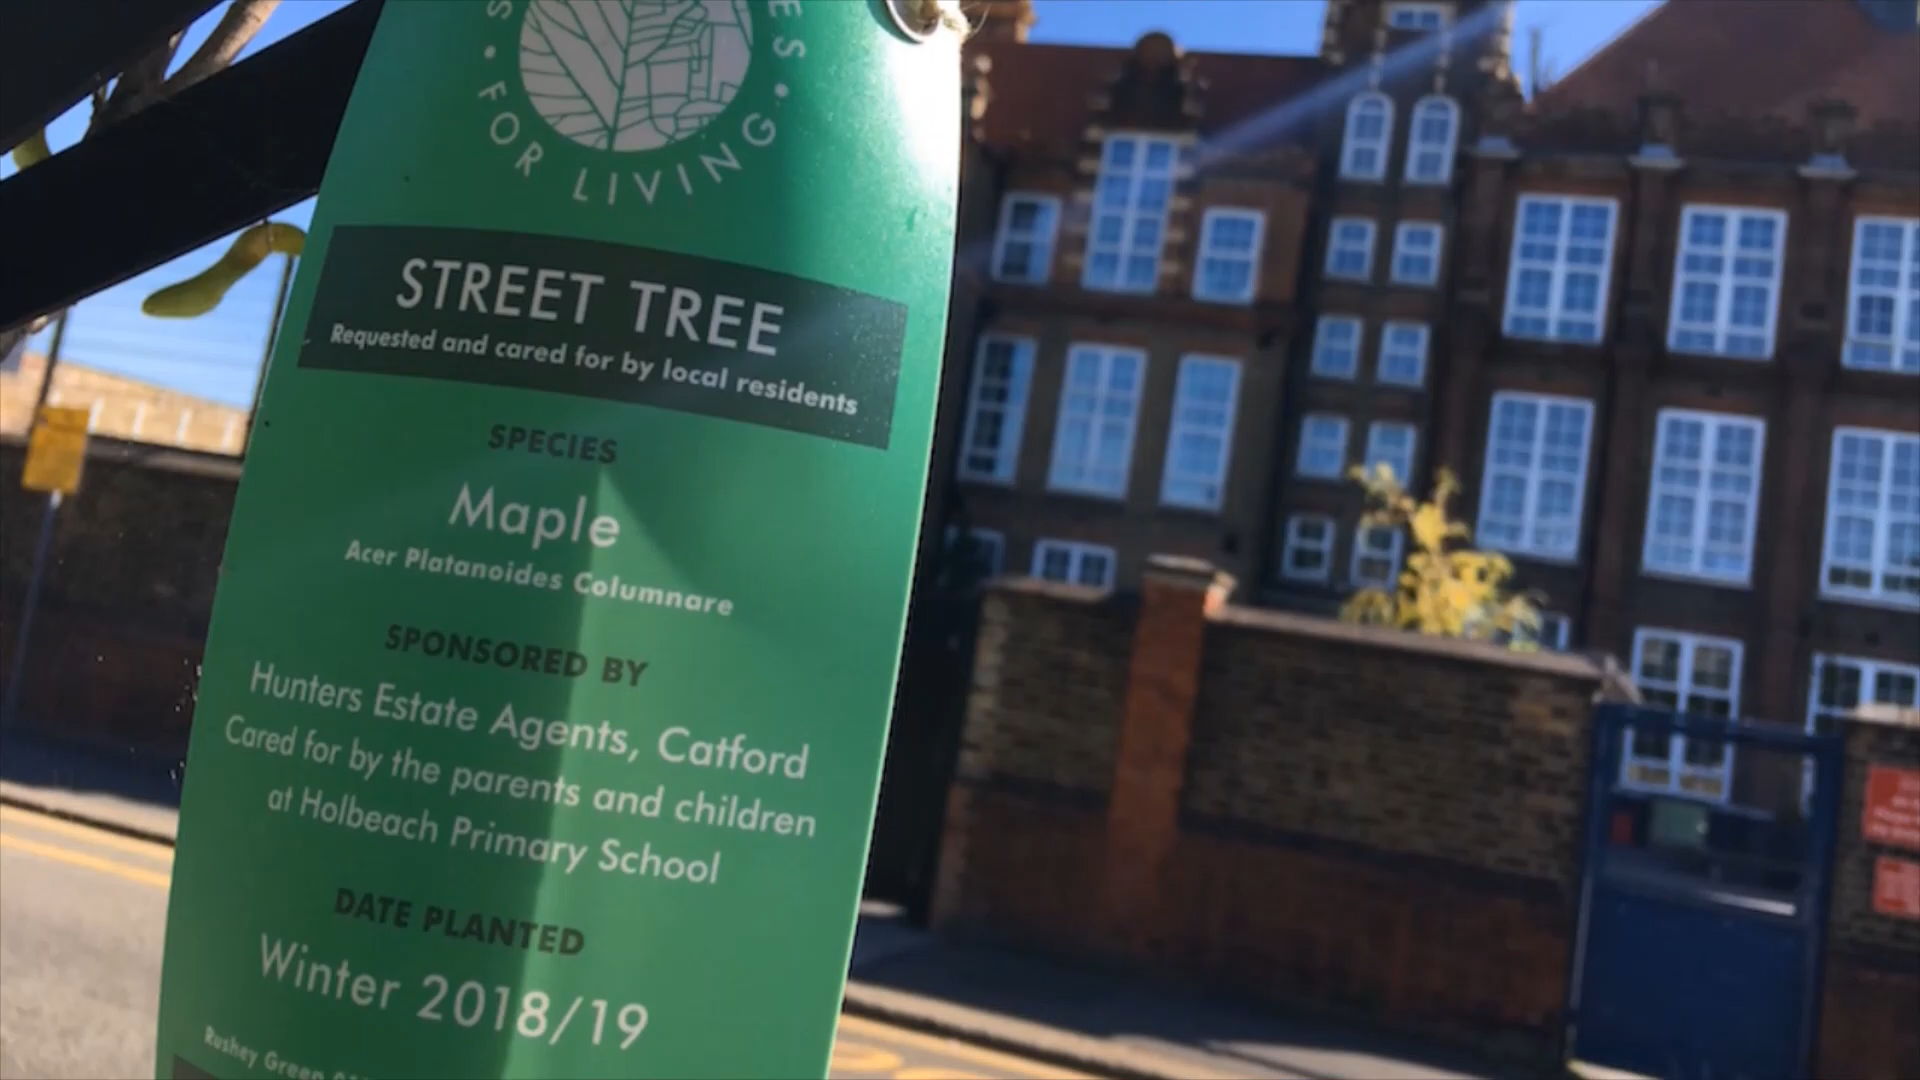 FOR LIVING
STREET TREE
Requested and cared for by local residents
SPECIES
Maple
Acer Platanoides Columnare
SPONSORED BY
Hunters Estate Agents, Catford
Cared for by the parents and children
at Holbeach Primary School
DATE PLANTED
Winter 2018/19
Rushey Green